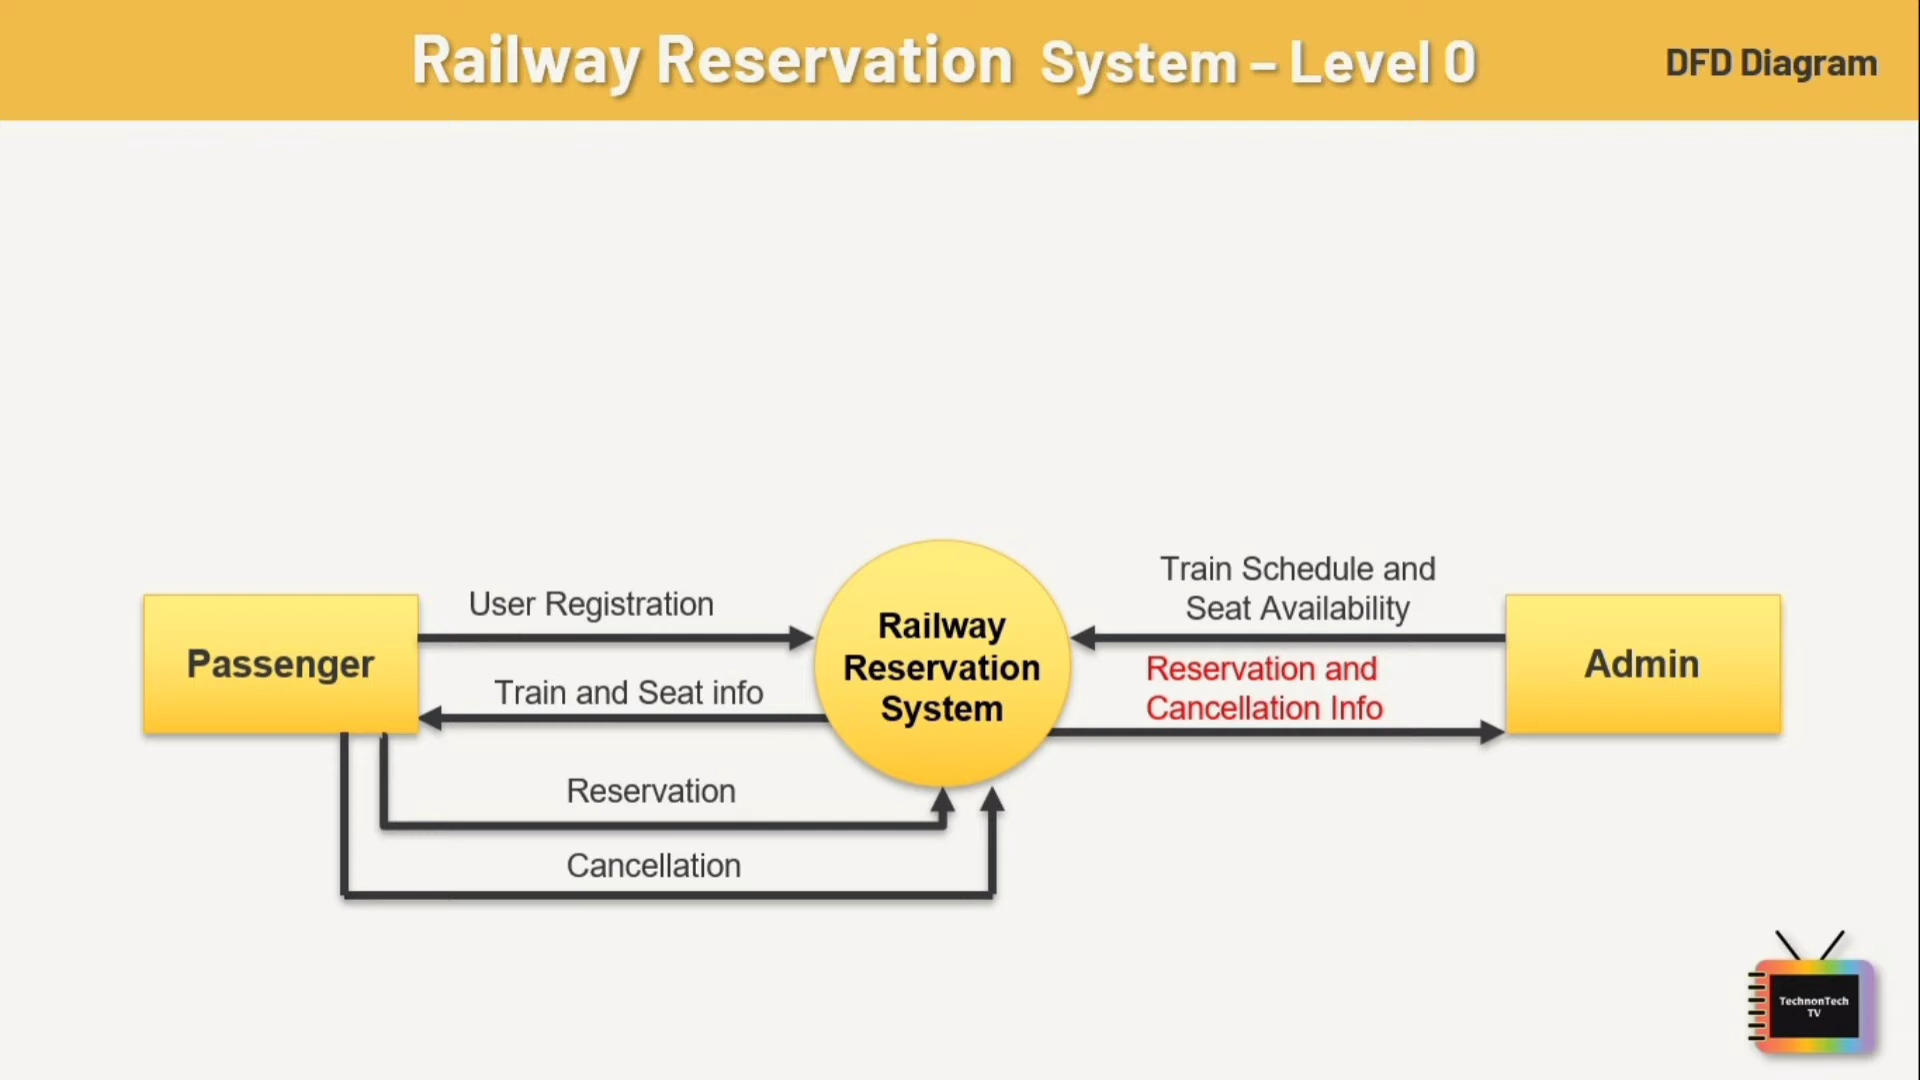 Railway Reservation System – Level 0
DFD Diagram
Train Schedule and
Seat Availability
User Registration
Railway
Reservation
System
Passenger
Admin
Reservation and
Cancellation Info
Train and Seat info
Reservation
Cancellation
TechnonTech
TV